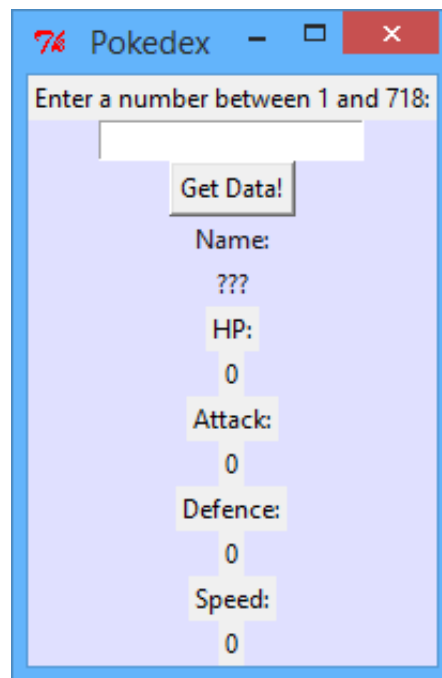 Pokedex
Enter a number between 1 and 718:
Get Data!
Name:
???
HP:
0
Attack:
0
Defence:
0
Speed:
0